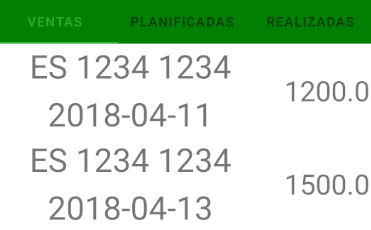 VENTAS PLANIFICADAS REALIZADAS
ES 1234 1234
1200.0
2018-04-11
ES 1234 1234
1500.0
2018-04-13